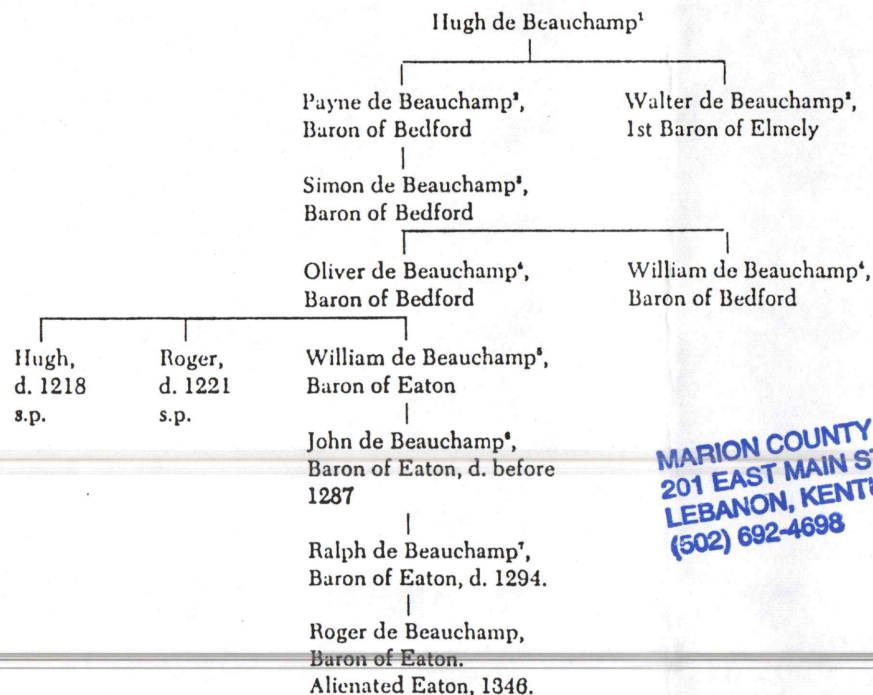 Hugh de Beauchamp¹
Payne de Beauchamp²,
Baron of Bedford
Walter de Beauchamp²,
1st Baron of Elmely
Simon de Beauchamp³,
Baron of Bedford
Oliver de Beauchamp⁴,
Baron of Bedford
William de Beauchamp⁴,
Baron of Bedford
Hugh,
d. 1218
s.p.
Roger,
d. 1221
s.p.
William de Beauchamp⁵,
Baron of Eaton
John de Beauchamp⁶,
Baron of Eaton, d. before
1287
Ralph de Beauchamp⁷,
Baron of Eaton, d. 1294.
Roger de Beauchamp,
Baron of Eaton.
Alienated Eaton, 1346.
MARION COUNTY
201 EAST MAIN
LEBANON,
(502) 692-4698